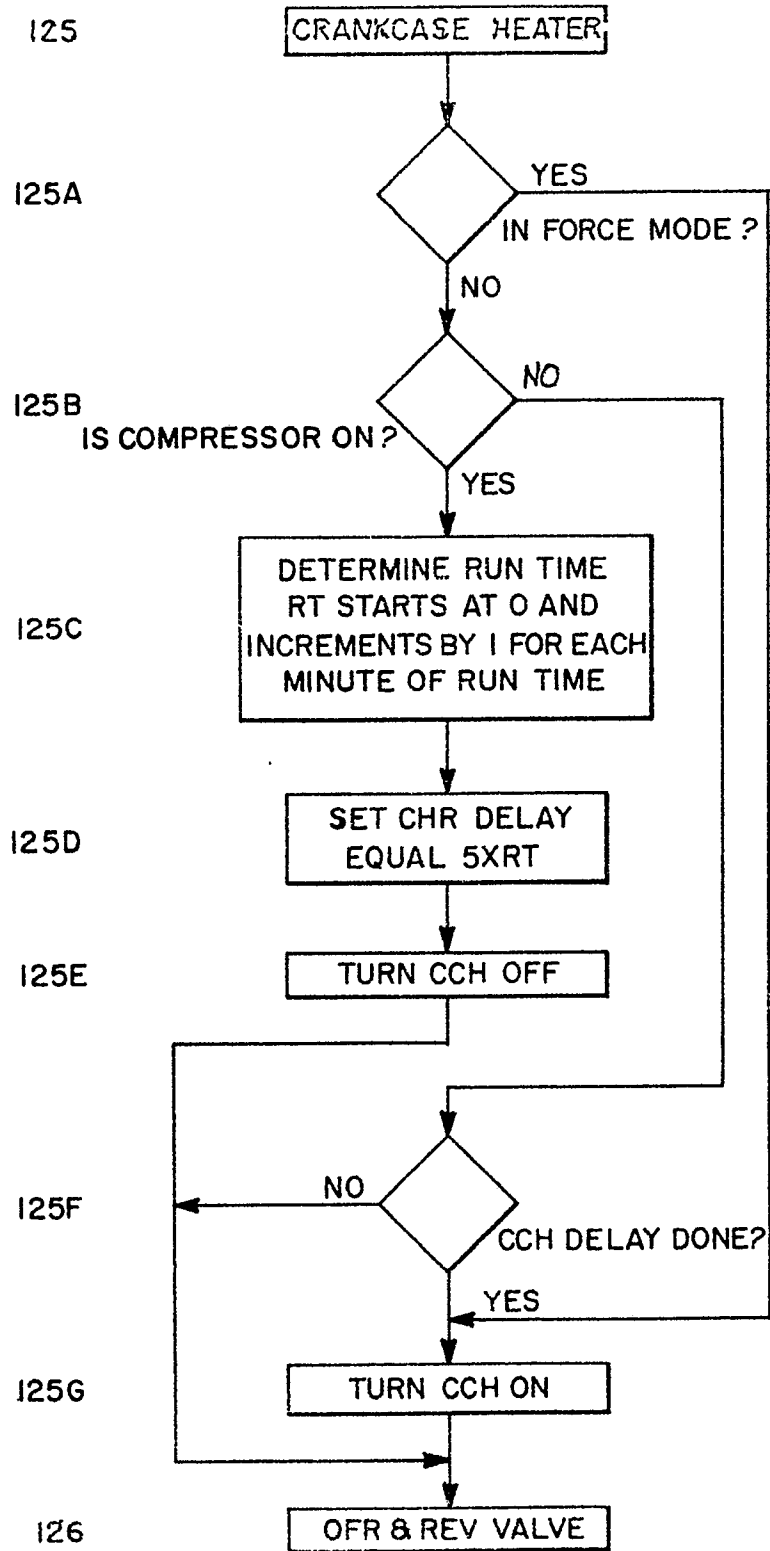 125 CRANKCASE HEATER
125A YES
IN FORCE MODE ?
NO
125B NO
IS COMPRESSOR ON?
YES
DETERMINE RUN TIME
RT STARTS AT 0 AND
125C
INCREMENTS BY 1 FOR EACH
MINUTE OF RUN TIME
SET CHR DELAY
125D
EQUAL 5XRT
125E TURN CCH OFF
NO
125F
CCH DELAY DONE?
YES
125G TURN CCH ON
126 OFR & REV VALVE